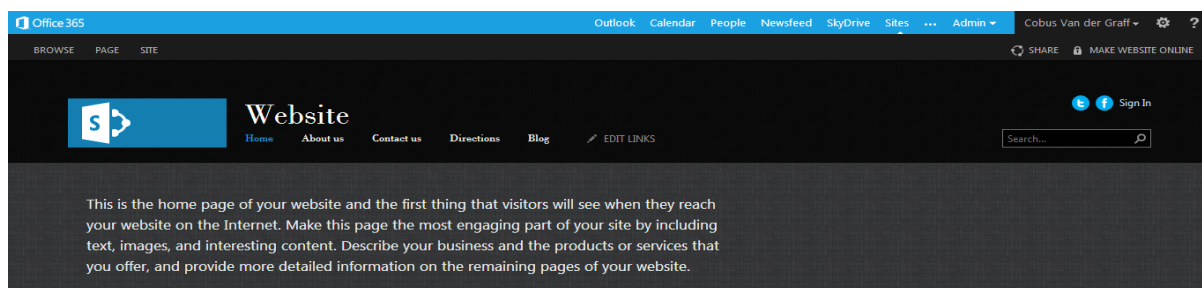 Office 365 Outlook Calendar People Newsfeed SkyDrive Sites ... Admin Cobus Van der Graff ?
BROWSE PAGE SITE SHARE MAKE WEBSITE ONLINE
S Website Sign In
Home About us Contact us Directions Blog EDIT LINKS Search...
This is the home page of your website and the first thing that visitors will see when they reach
your website on the Internet. Make this page the most engaging part of your site by including
text, images, and interesting content. Describe your business and the products or services that
you offer, and provide more detailed information on the remaining pages of your website.